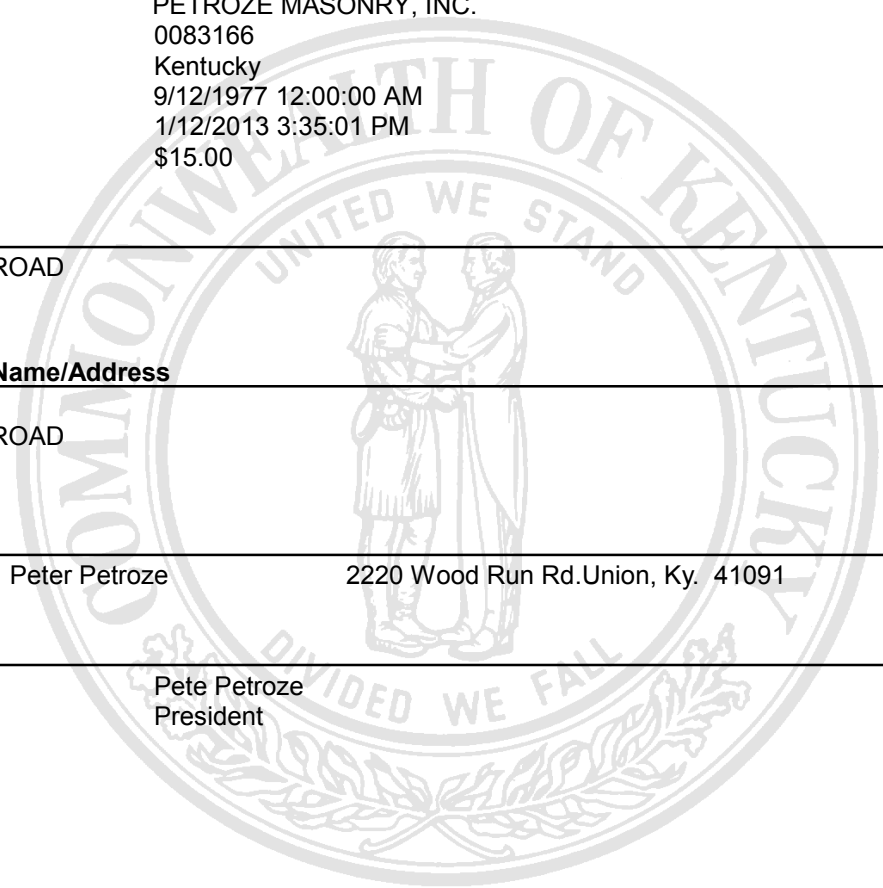 PETROZE MASONRY, INC.
0083166
Kentucky
9/12/1977 12:00:00 AM
1/12/2013 3:35:01 PM
$15.00
ROAD
Name/Address
ROAD
Peter Petroze 2220 Wood Run Rd.Union, Ky. 41091
Pete Petroze
President
COMMONWEALTH OF KENTUCKY
UNITED WE STAND
DIVIDED WE FALL